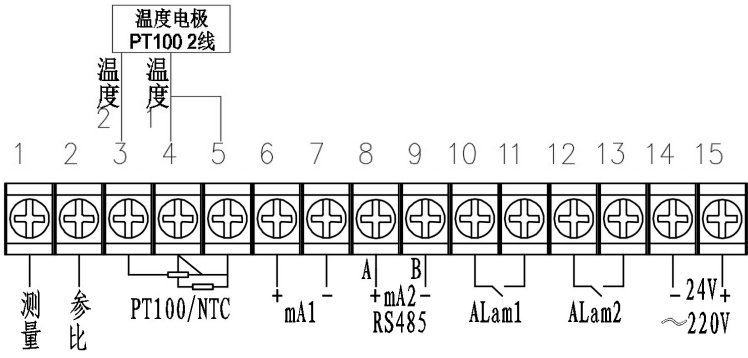 温度电极
PT100 2线
温度2
温度1
1 2 3 4 5 6 7 8 9 10 11 12 13 14 15
测量
参比
PT100/NTC
+ mA1 -
A B
+ mA2 -
RS485
ALam1
ALam2
- 24V +
～220V